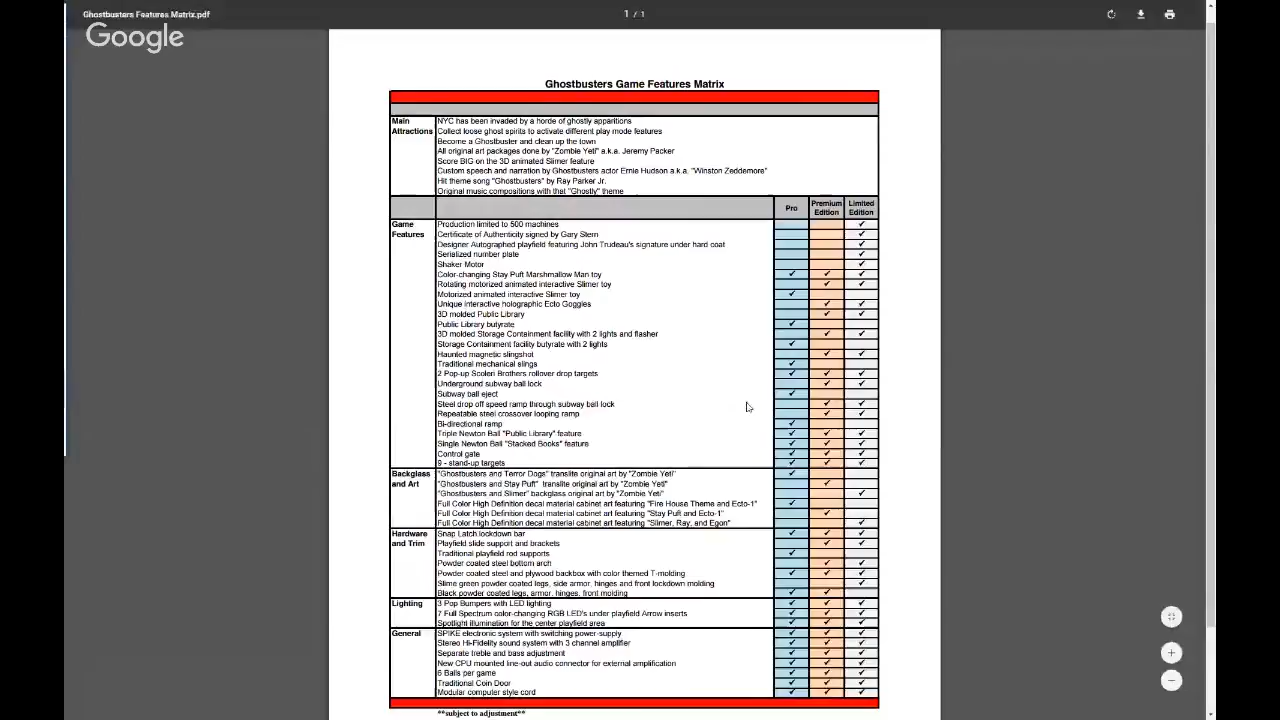 Ghostbusters Features Matrix.pdf
1 / 1
Google
Ghostbusters Game Features Matrix
Main Attractions
NYC has been invaded by a horde of ghostly apparitions
Collect loose ghost spirits to activate different play mode features
Become a Ghostbuster and clean up the town
All original art packages done by "Zombie Yeti" a.k.a. Jeremy Packer
Score BIG on the 3D animated Slimer feature
Custom speech and narration by Ghostbusters actor Ernie Hudson a.k.a. "Winston Zeddemore"
Hit theme song "Ghostbusters" by Ray Parker Jr.
Original music compositions with that "Ghostly" theme
Pro Premium Edition Limited Edition
Game Features
Production limited to 500 machines ✓
Certificate of Authenticity signed by Gary Stern ✓
Designer Autographed playfield featuring John Trudeau's signature under hard coat ✓
Serialized number plate ✓
Shaker Motor ✓
Color-changing Stay Puft Marshmallow Man toy ✓ ✓ ✓
Rotating motorized animated interactive Slimer toy ✓ ✓
Motorized animated interactive Slimer toy ✓
Unique interactive holographic Ecto Goggles ✓ ✓
3D molded Public Library ✓ ✓
Public Library butyrate ✓
3D molded Storage Containment facility with 2 lights and flasher ✓ ✓
Storage Containment facility butyrate with 2 lights ✓
Haunted magnetic slingshot ✓ ✓
Traditional mechanical slings ✓
2 Pop-up Scoleri Brothers rollover drop targets ✓ ✓ ✓
Underground subway ball lock ✓ ✓
Subway ball eject ✓
Steel drop off speed ramp through subway ball lock ✓ ✓
Repeatable steel crossover looping ramp ✓ ✓
Bi-directional ramp ✓
Triple Newton Ball "Public Library" feature ✓ ✓ ✓
Single Newton Ball "Stacked Books" feature ✓ ✓ ✓
Control gate ✓ ✓ ✓
9 - stand-up targets ✓ ✓ ✓
Backglass and Art
"Ghostbusters and Terror Dogs" translite original art by "Zombie Yeti" ✓
"Ghostbusters and Stay Puft" translite original art by "Zombie Yeti" ✓
"Ghostbusters and Slimer" backglass original art by "Zombie Yeti" ✓
Full Color High Definition decal material cabinet art featuring "Fire House Theme and Ecto-1" ✓
Full Color High Definition decal material cabinet art featuring "Stay Puft and Ecto-1" ✓
Full Color High Definition decal material cabinet art featuring "Slimer, Ray, and Egon" ✓
Hardware and Trim
Snap Latch lockdown bar ✓ ✓ ✓
Playfield slide support and brackets ✓ ✓
Traditional playfield rod supports ✓
Powder coated steel bottom arch ✓ ✓
Powder coated steel and plywood backbox with color themed T-molding ✓ ✓ ✓
Slime green powder coated legs, side armor, hinges and front lockdown molding ✓
Black powder coated legs, armor, hinges, front molding ✓ ✓
Lighting
3 Pop Bumpers with LED lighting ✓ ✓ ✓
7 Full Spectrum color-changing RGB LED's under playfield Arrow inserts ✓ ✓ ✓
Spotlight illumination for the center playfield area ✓ ✓ ✓
General
SPIKE electronic system with switching power-supply ✓ ✓ ✓
Stereo Hi-Fidelity sound system with 3 channel amplifier ✓ ✓ ✓
Separate treble and bass adjustment ✓ ✓ ✓
New CPU mounted line-out audio connector for external amplification ✓ ✓ ✓
6 Balls per game ✓ ✓ ✓
Traditional Coin Door ✓ ✓ ✓
Modular computer style cord ✓ ✓ ✓
**subject to adjustment**